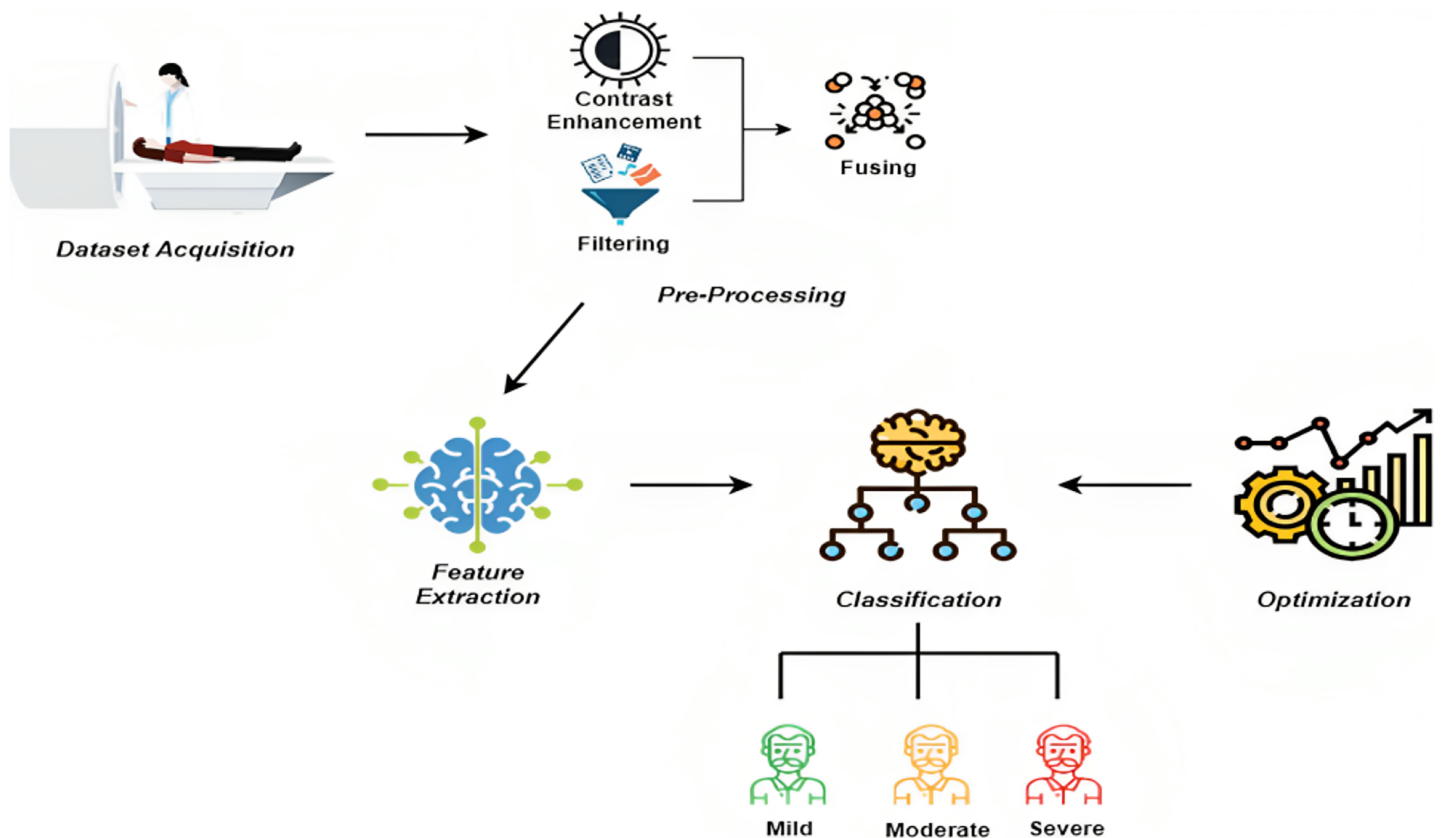 Contrast
Enhancement
Fusing
Filtering
Dataset Acquisition
Pre-Processing
Feature
Extraction
Classification
Optimization
Mild
Moderate
Severe